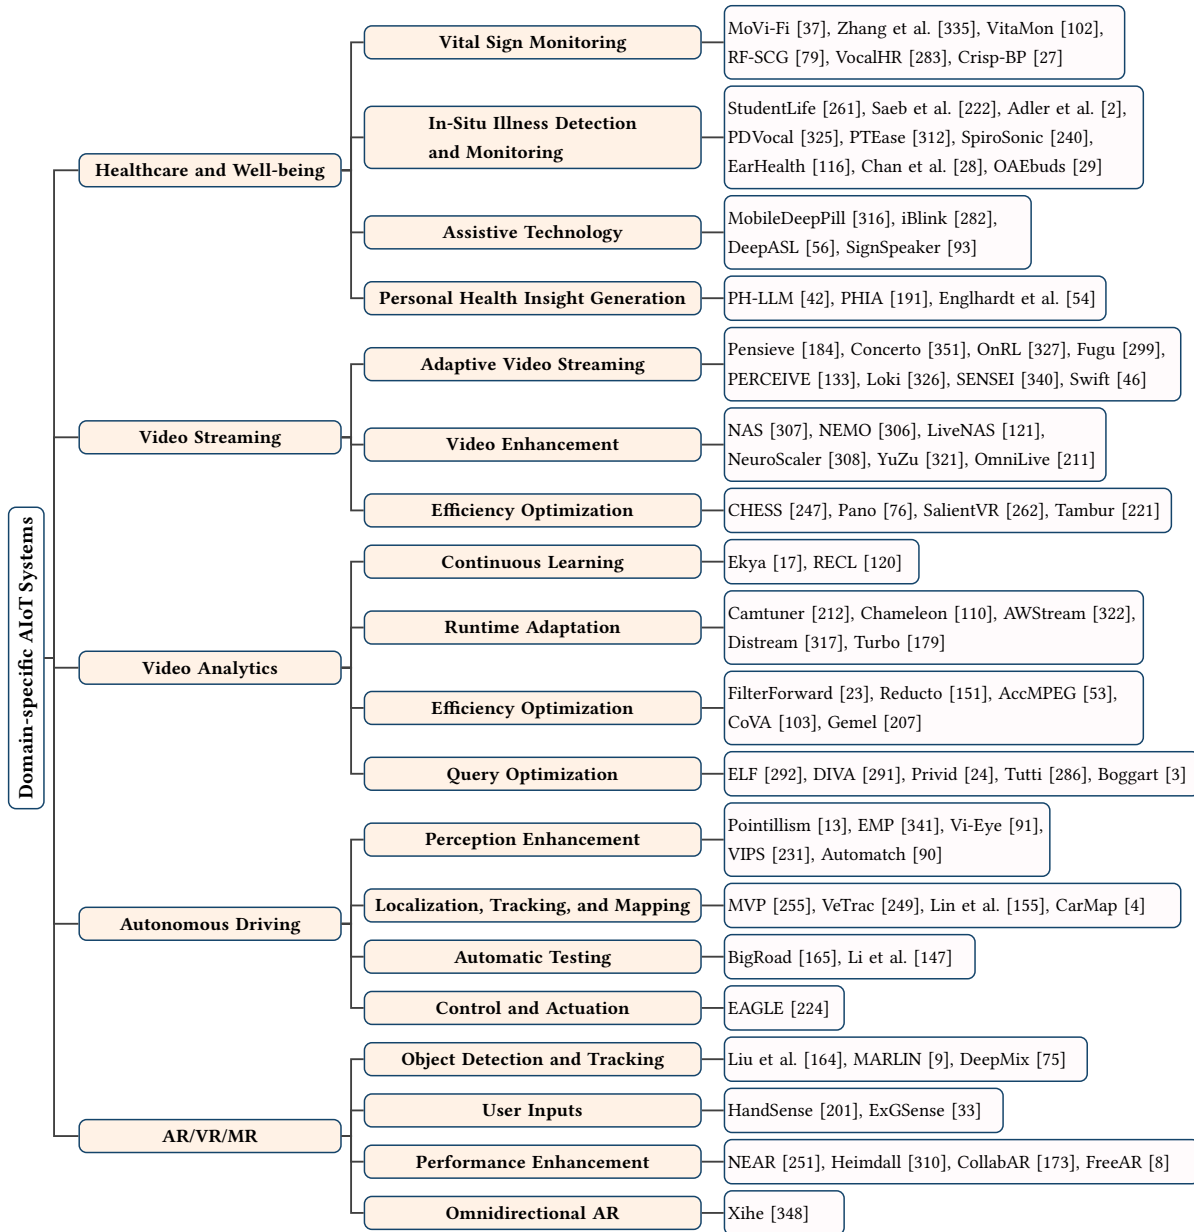 Domain-specific AIoT Systems
Healthcare and Well-being
Vital Sign Monitoring
MoVi-Fi [37], Zhang et al. [335], VitaMon [102],
RF-SCG [79], VocalHR [283], Crisp-BP [27]
In-Situ Illness Detection
and Monitoring
StudentLife [261], Saeb et al. [222], Adler et al. [2],
PDVocal [325], PTEase [312], SpiroSonic [240],
EarHealth [116], Chan et al. [28], OAEbuds [29]
Assistive Technology
MobileDeepPill [316], iBlink [282],
DeepASL [56], SignSpeaker [93]
Personal Health Insight Generation
PH-LLM [42], PHIA [191], Englhardt et al. [54]
Video Streaming
Adaptive Video Streaming
Pensieve [184], Concerto [351], OnRL [327], Fugu [299],
PERCEIVE [133], Loki [326], SENSEI [340], Swift [46]
Video Enhancement
NAS [307], NEMO [306], LiveNAS [121],
NeuroScaler [308], YuZu [321], OmniLive [211]
Efficiency Optimization
CHESS [247], Pano [76], SalientVR [262], Tambur [221]
Video Analytics
Continuous Learning
Ekya [17], RECL [120]
Runtime Adaptation
Camtuner [212], Chameleon [110], AWStream [322],
Distream [317], Turbo [179]
Efficiency Optimization
FilterForward [23], Reducto [151], AccMPEG [53],
CoVA [103], Gemel [207]
Query Optimization
ELF [292], DIVA [291], Privid [24], Tutti [286], Boggart [3]
Autonomous Driving
Perception Enhancement
Pointillism [13], EMP [341], Vi-Eye [91],
VIPS [231], Automatch [90]
Localization, Tracking, and Mapping
MVP [255], VeTrac [249], Lin et al. [155], CarMap [4]
Automatic Testing
BigRoad [165], Li et al. [147]
Control and Actuation
EAGLE [224]
AR/VR/MR
Object Detection and Tracking
Liu et al. [164], MARLIN [9], DeepMix [75]
User Inputs
HandSense [201], ExGSense [33]
Performance Enhancement
NEAR [251], Heimdall [310], CollabAR [173], FreeAR [8]
Omnidirectional AR
Xihe [348]